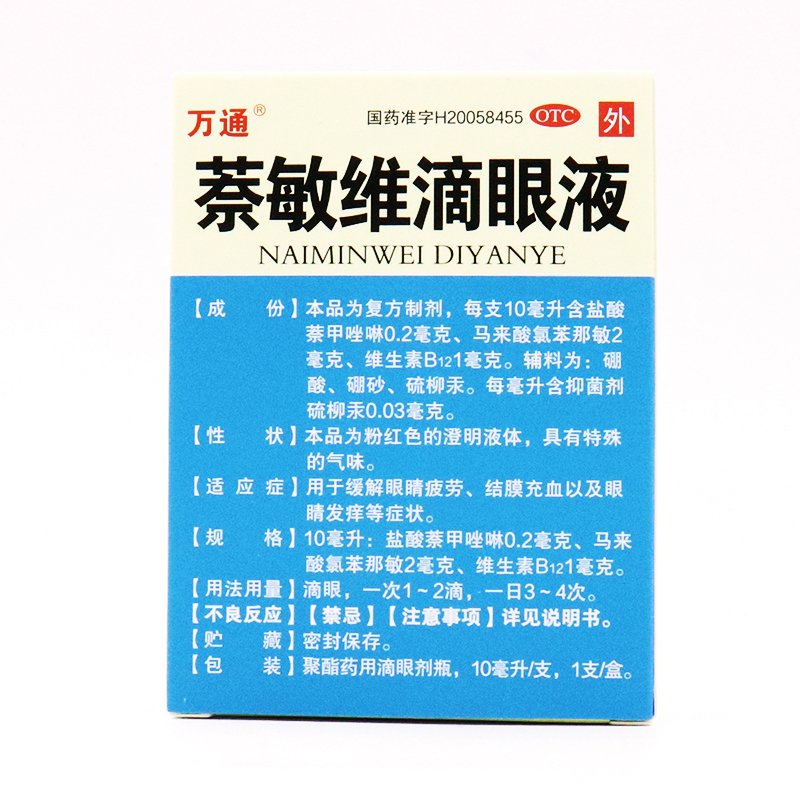 万通®
国药准字H20058455 OTC 外
萘敏维滴眼液
NAIMINWEI DIYANYE
【成份】本品为复方制剂，每支10毫升含盐酸
萘甲唑啉0.2毫克、马来酸氯苯那敏2
毫克、维生素B12 1毫克。辅料为：硼
酸、硼砂、硫柳汞。每毫升含抑菌剂
硫柳汞0.03毫克。
【性状】本品为粉红色的澄明液体，具有特殊
的气味。
【适应症】用于缓解眼睛疲劳、结膜充血以及眼
睛发痒等症状。
【规格】10毫升：盐酸萘甲唑啉0.2毫克、马来
酸氯苯那敏2毫克、维生素B12 1毫克。
【用法用量】滴眼，一次1～2滴，一日3～4次。
【不良反应】【禁忌】【注意事项】详见说明书。
【贮藏】密封保存。
【包装】聚酯药用滴眼剂瓶，10毫升/支，1支/盒。